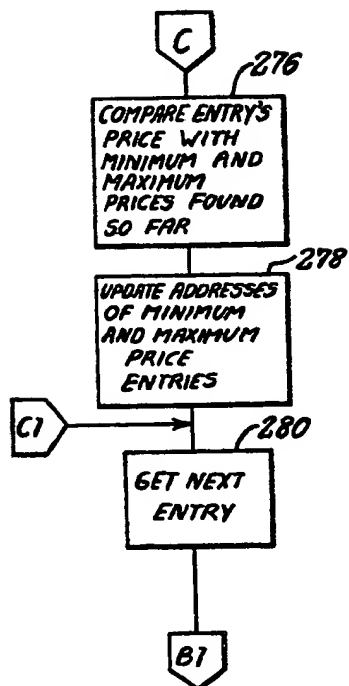 C
276
COMPARE ENTRY'S
PRICE WITH
MINIMUM AND
MAXIMUM
PRICES FOUND
SO FAR
278
UPDATE ADDRESSES
OF MINIMUM
AND MAXIMUM
PRICE
ENTRIES
C1
280
GET NEXT
ENTRY
B1